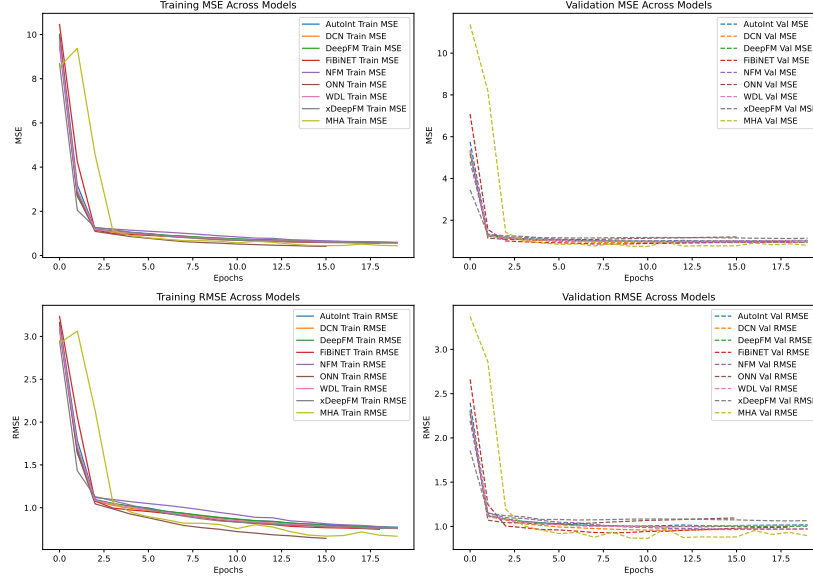 Training MSE Across Models
10
8
6
4
2
0
MSE
0.0 2.5 5.0 7.5 10.0 12.5 15.0 17.5
Epochs
AutoInt Train MSE
DCN Train MSE
DeepFM Train MSE
FiBiNET Train MSE
NFM Train MSE
ONN Train MSE
WDL Train MSE
xDeepFM Train MSE
MHA Train MSE
Validation MSE Across Models
10
8
6
4
2
MSE
0.0 2.5 5.0 7.5 10.0 12.5 15.0 17.5
Epochs
AutoInt Val MSE
DCN Val MSE
DeepFM Val MSE
FiBiNET Val MSE
NFM Val MSE
ONN Val MSE
WDL Val MSE
xDeepFM Val MSE
MHA Val MSE
Training RMSE Across Models
3.0
2.5
2.0
1.5
1.0
RMSE
0.0 2.5 5.0 7.5 10.0 12.5 15.0 17.5
Epochs
AutoInt Train RMSE
DCN Train RMSE
DeepFM Train RMSE
FiBiNET Train RMSE
NFM Train RMSE
ONN Train RMSE
WDL Train RMSE
xDeepFM Train RMSE
MHA Train RMSE
Validation RMSE Across Models
3.0
2.5
2.0
1.5
1.0
RMSE
0.0 2.5 5.0 7.5 10.0 12.5 15.0 17.5
Epochs
AutoInt Val RMSE
DCN Val RMSE
DeepFM Val RMSE
FiBiNET Val RMSE
NFM Val RMSE
ONN Val RMSE
WDL Val RMSE
xDeepFM Val RMSE
MHA Val RMSE